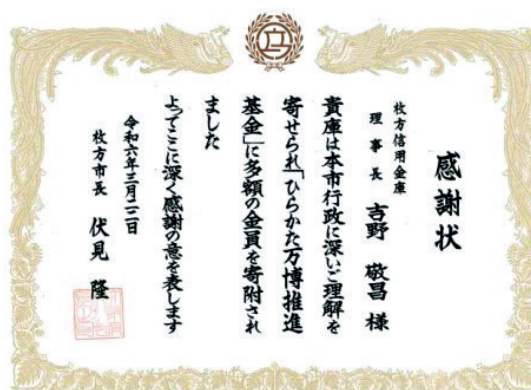 感謝状
枚方信用金庫
理事長 吉野 敬昌 様
貴庫は本市行政に深いご理解を
寄せられ「ひらかた万博推進
基金」に多額の金員を寄附され
ました
よってここに深く感謝の意を表します
令和六年三月二二日
枚方市長 伏見 隆